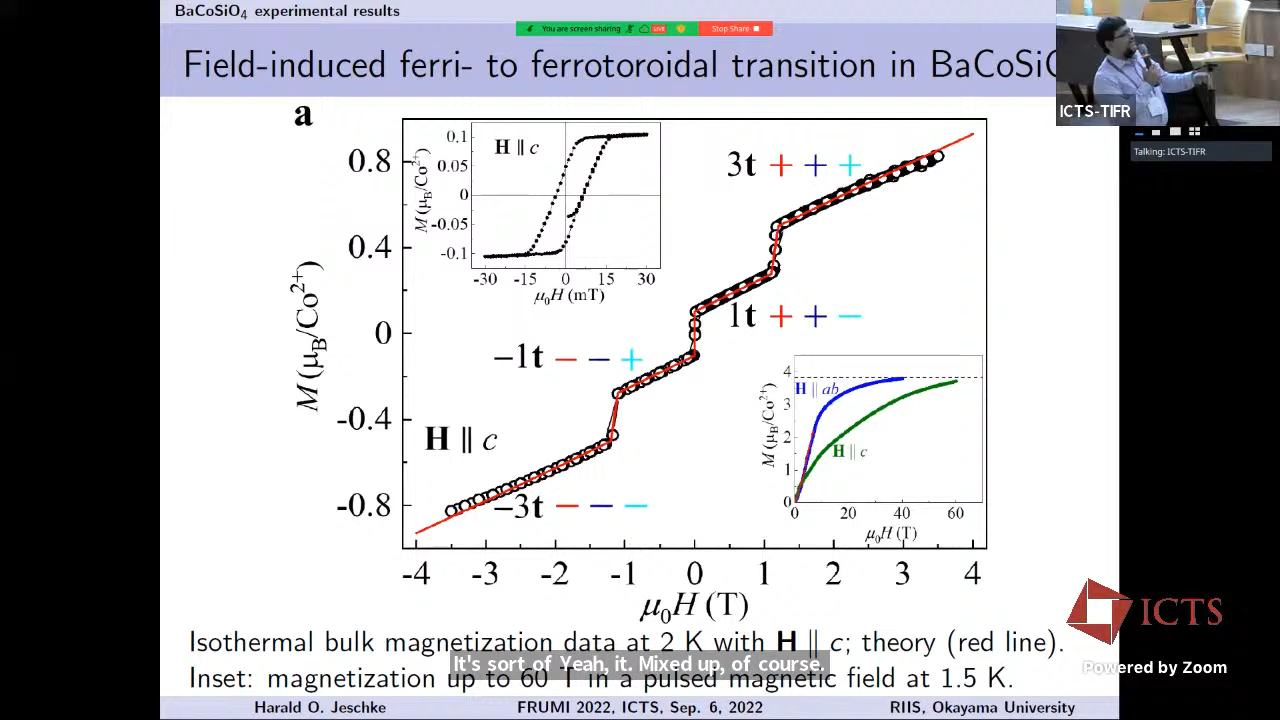 BaCoSiO4 experimental results
You are screen sharing
LIVE
Stop Share
Field-induced ferri- to ferrotoroidal transition in BaCoSiO
ICTS-TIFR
Talking: ICTS-TIFR
a
0.8
0.4
0
-0.4
-0.8
M (μB/Co2+)
-4 -3 -2 -1 0 1 2 3 4
μ0H (T)
H ∥ c
0.1
0.05
0
-0.05
-0.1
M (μB/Co2+)
-30 -15 0 15 30
μ0H (mT)
3t + + +
1t + + −
−1t − − +
H ∥ c
−3t − − −
4
3
2
1
0
M (μB/Co2+)
H ∥ ab
H ∥ c
0 20 40 60
μ0H (T)
ICTS
Powered by Zoom
Isothermal bulk magnetization data at 2 K with H ∥ c; theory (red line).
It's sort of Yeah, it. Mixed up, of course.
Inset: magnetization up to 60 T in a pulsed magnetic field at 1.5 K.
Harald O. Jeschke FRUMI 2022, ICTS, Sep. 6, 2022 RIIS, Okayama University